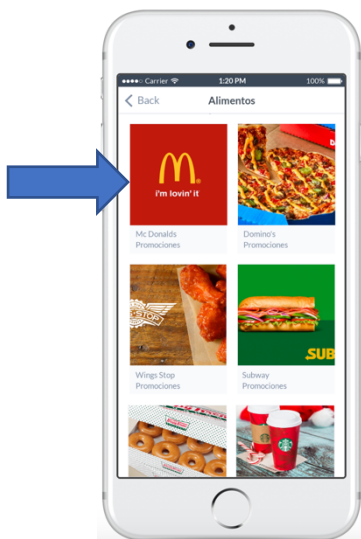 Carrier 1:20 PM 100%
Back Alimentos
i'm lovin' it
Mc Donalds
Promociones
Domino's
Promociones
Wings Stop
Promociones
SUB
Subway
Promociones